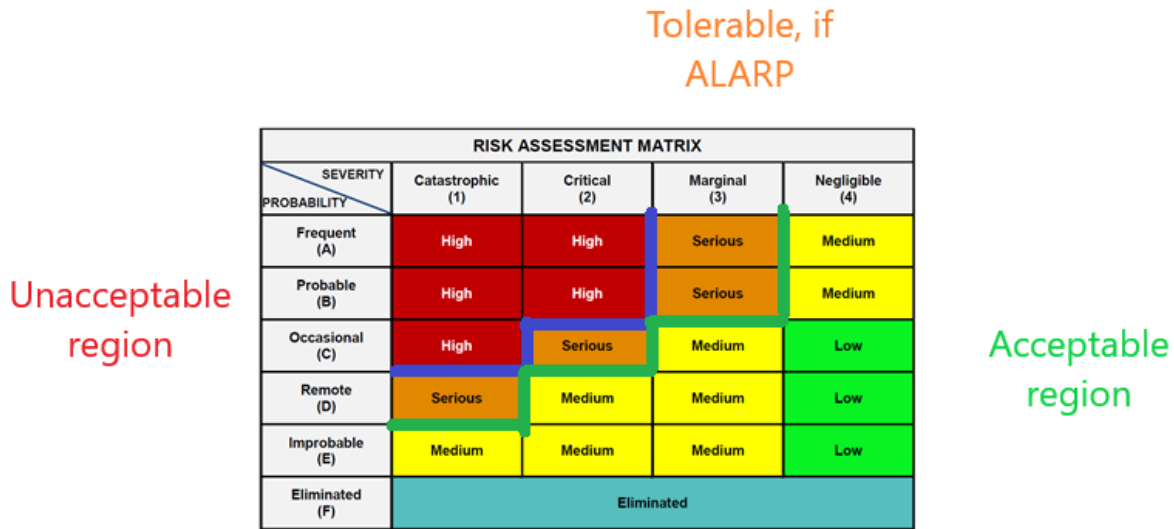 Tolerable, if
ALARP
RISK ASSESSMENT MATRIX
SEVERITY
PROBABILITY
Catastrophic
(1)
Critical
(2)
Marginal
(3)
Negligible
(4)
Frequent
(A)
High
High
Serious
Medium
Probable
(B)
High
High
Serious
Medium
Unacceptable
region
Occasional
(C)
High
Serious
Medium
Low
Acceptable
region
Remote
(D)
Serious
Medium
Medium
Low
Improbable
(E)
Medium
Medium
Medium
Low
Eliminated
(F)
Eliminated